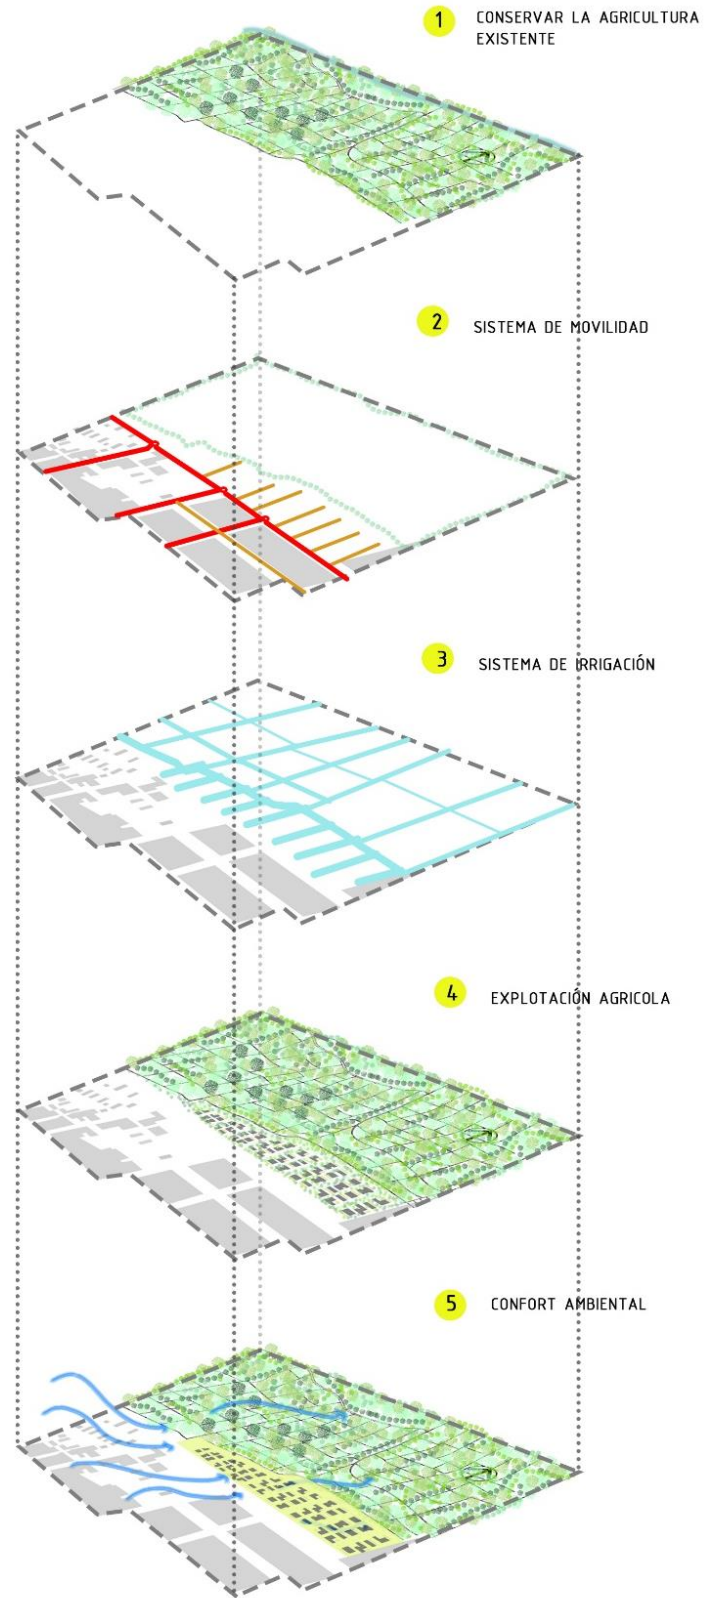 1 CONSERVAR LA AGRICULTURA
EXISTENTE
2 SISTEMA DE MOVILIDAD
3 SISTEMA DE IRRIGACIÓN
4 EXPLOTACIÓN AGRICOLA
5 CONFORT AMBIENTAL